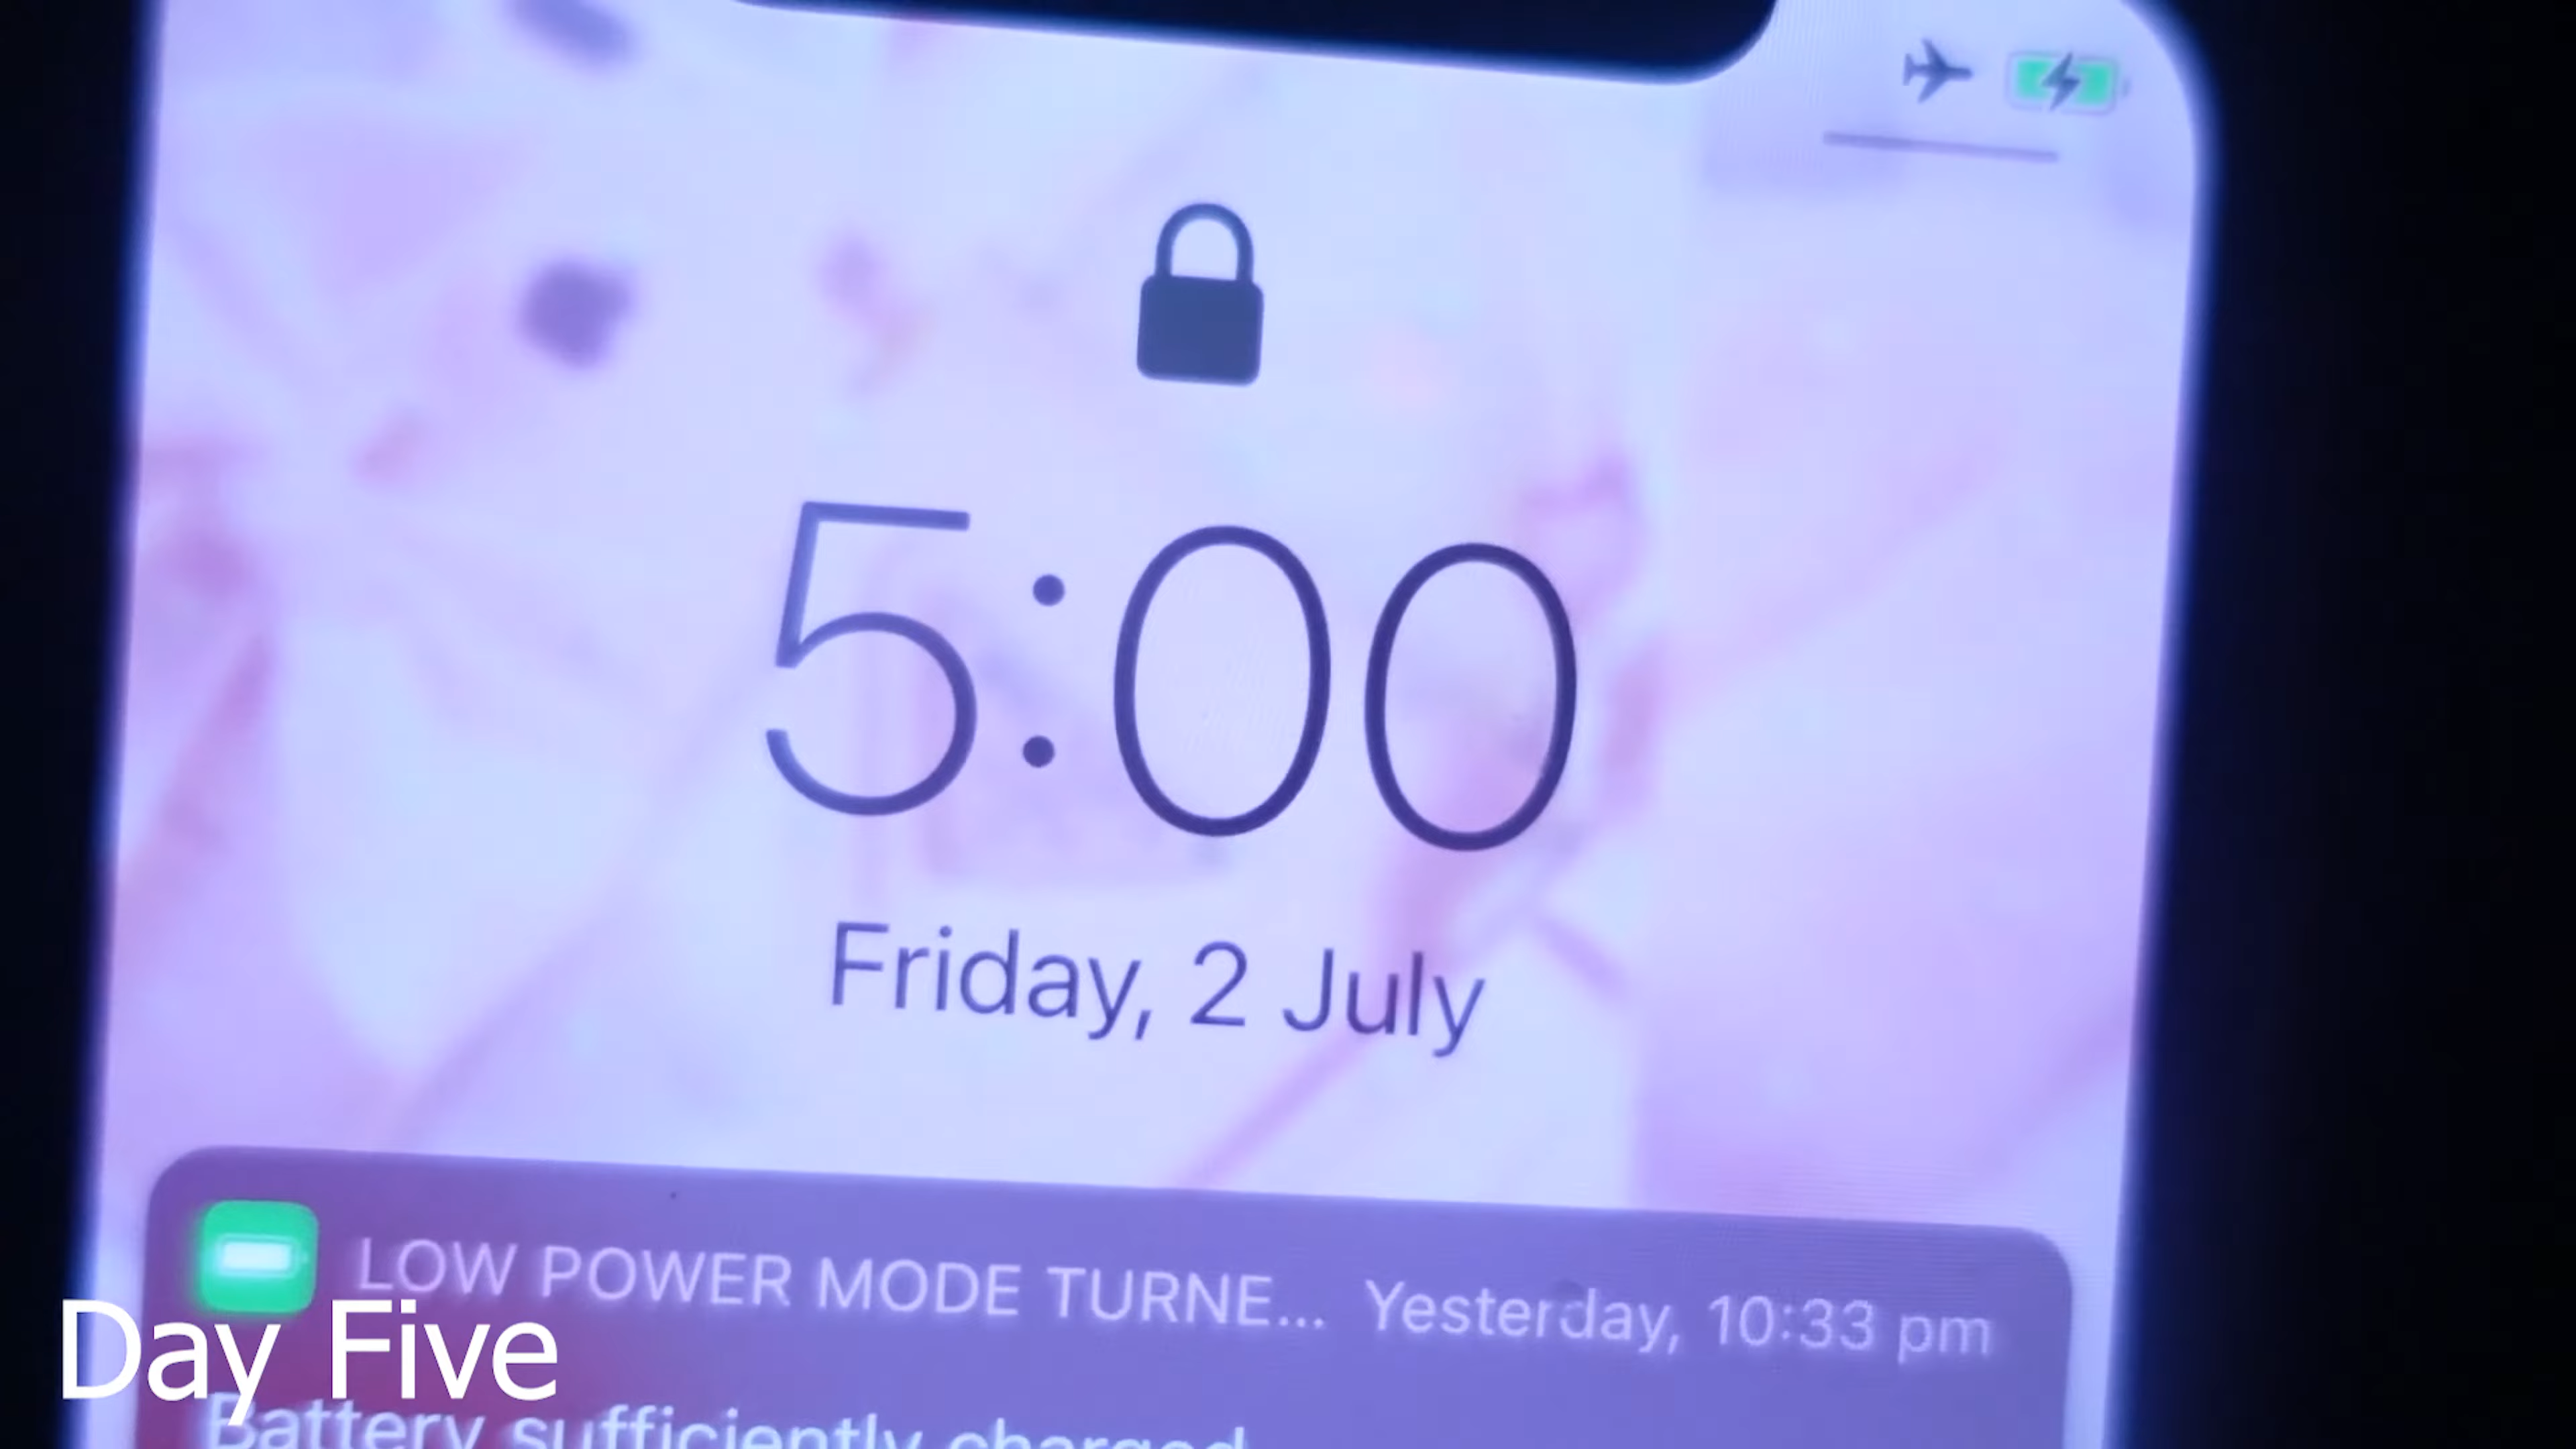 5:00
Friday, 2 July
LOW POWER MODE TURNE... Yesterday, 10:33 pm
Day Five
Battery sufficiently charged